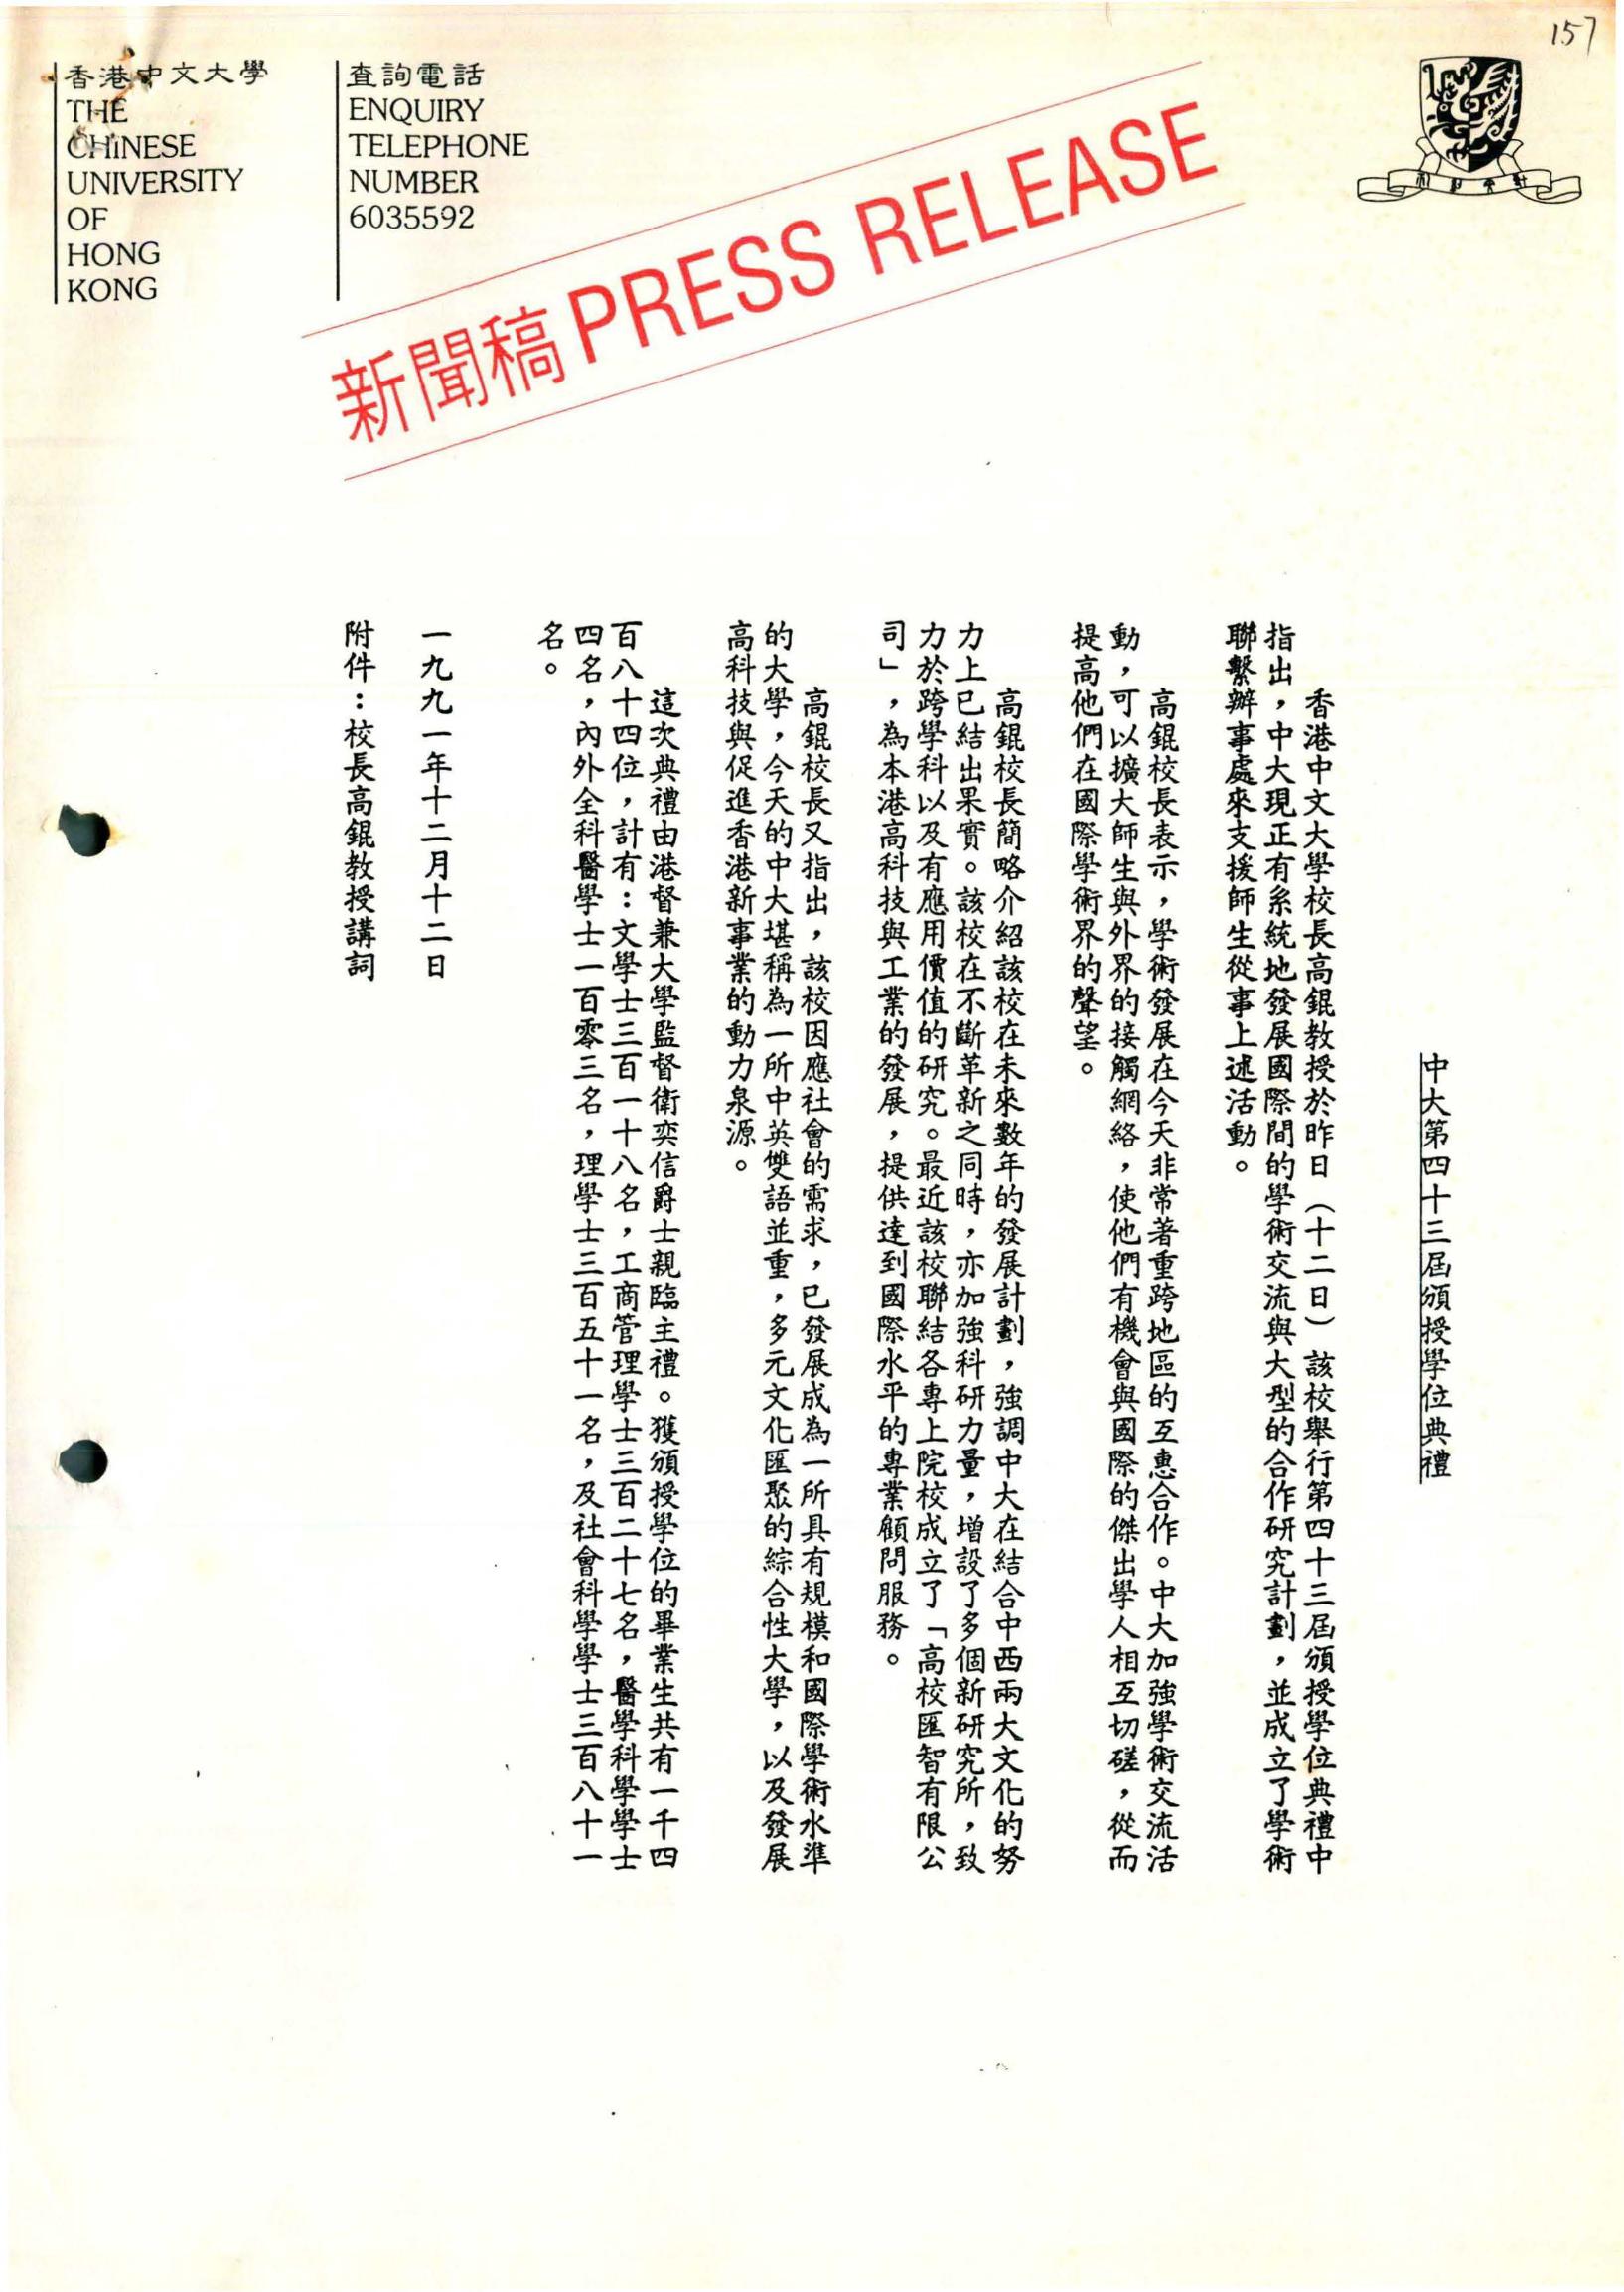 157
香港中文大學
THE
CHINESE
UNIVERSITY
OF
HONG
KONG
查詢電話
ENQUIRY
TELEPHONE
NUMBER
6035592
新聞稿 PRESS RELEASE
中大第四十三屆頒授學位典禮
香港中文大學校長高錕教授於昨日（十二日）該校舉行第四十三屆頒授學位典禮中
指出，中大現正有系統地發展國際間的學術交流與大型的合作研究計劃，並成立了學術
聯繫辦事處來支援師生從事上述活動。
高錕校長表示，學術發展在今天非常著重跨地區的互惠合作。中大加強學術交流活
動，可以擴大師生與外界的接觸網絡，使他們有機會與國際的傑出學人相互切磋，從而
提高他們在國際學術界的聲望。
高錕校長簡略介紹該校在未來數年的發展計劃，強調中大在結合中西兩大文化的努
力上已結出果實。該校在不斷革新之同時，亦加強科研力量，增設了多個新研究所，致
力於跨學科以及有應用價值的研究。最近該校聯結各專上院校成立了「高校匯智有限公
司」，為本港高科技與工業的發展，提供達到國際水平的專業顧問服務。
高錕校長又指出，該校因應社會的需求，已發展成為一所具有規模和國際學術水準
的大學，今天的中大堪稱為一所中英雙語並重，多元文化匯聚的綜合性大學，以及發展
高科技與促進香港新事業的動力泉源。
這次典禮由港督兼大學監督衛奕信爵士親臨主禮。獲頒授學位的畢業生共有一千四
百八十四位，計有：文學士三百一十八名，工商管理學士三百二十七名，醫學科學學士
四名，內外全科醫學士一百零三名，理學士三百五十一名，及社會科學學士三百八十一
名。
一九九一年十二月十二日
附件：校長高錕教授講詞